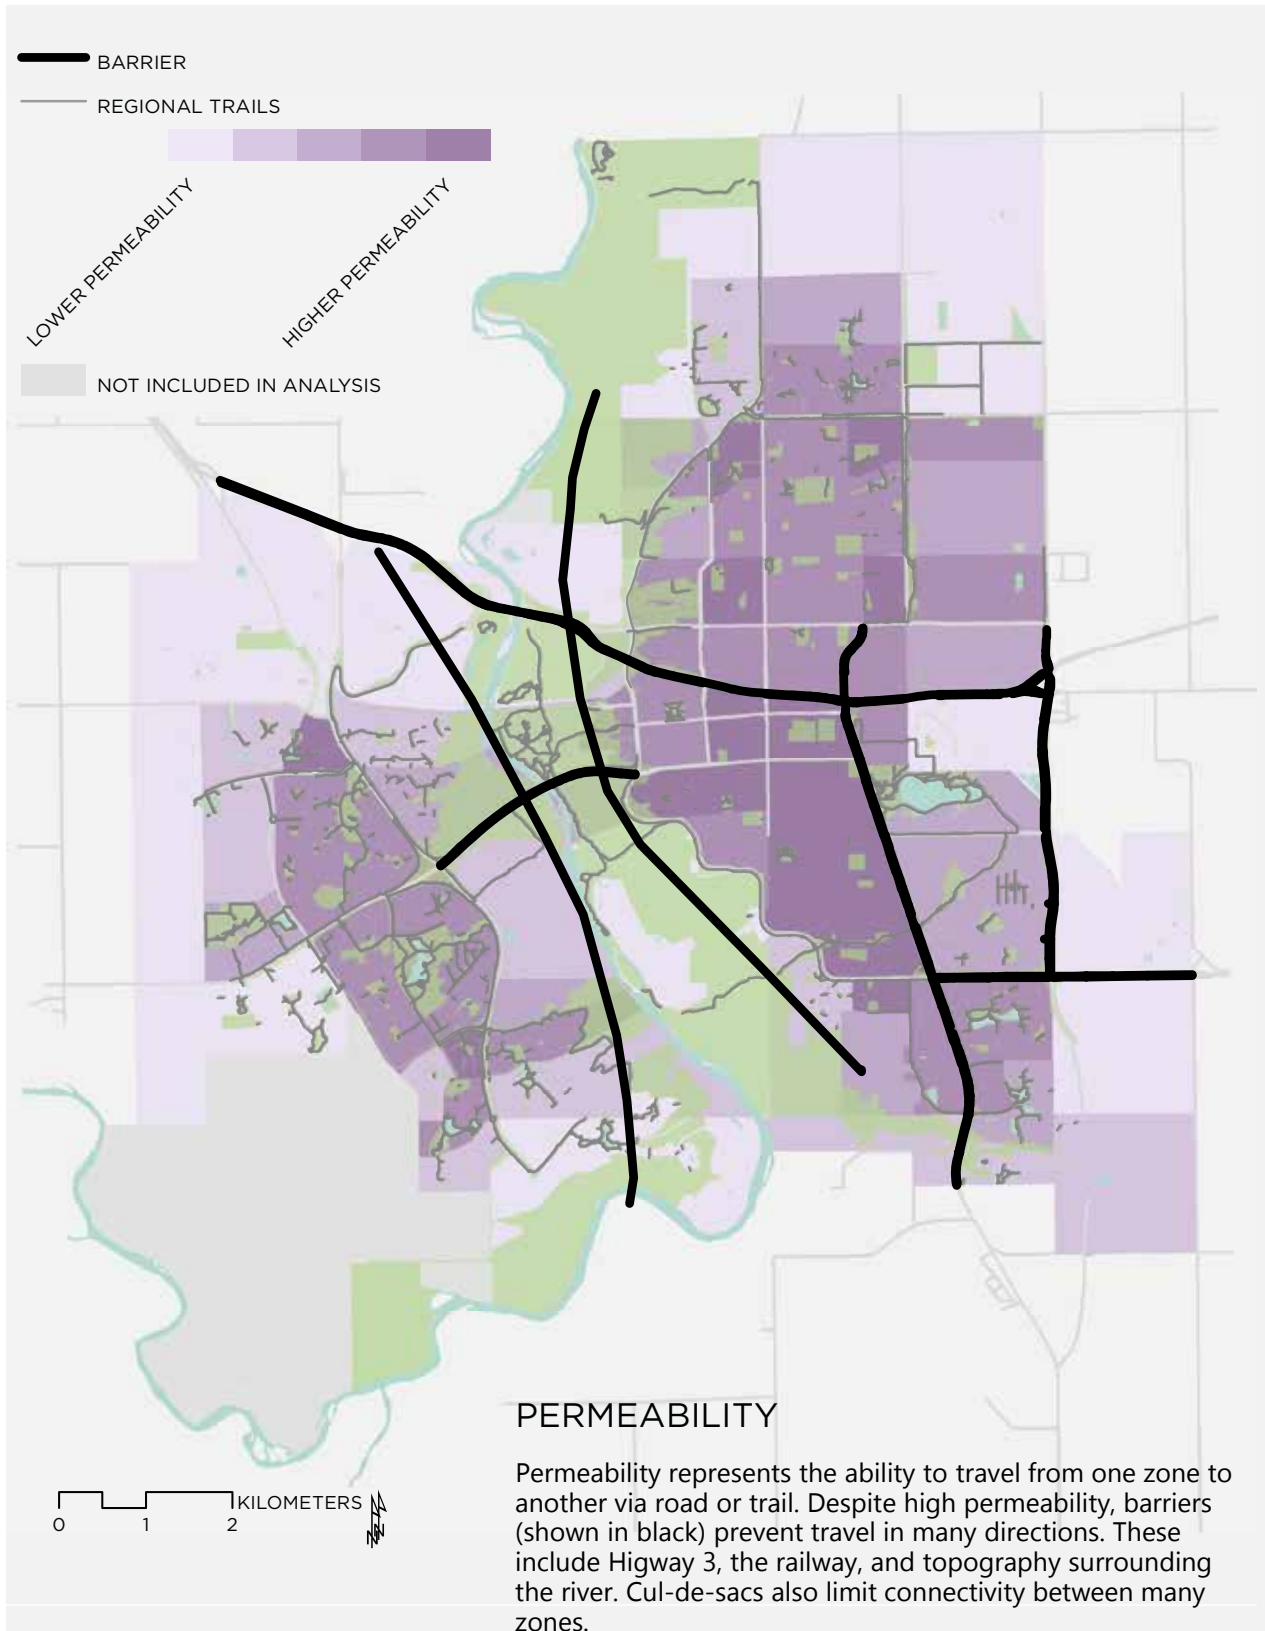 BARRIER
REGIONAL TRAILS
LOWER PERMEABILITY
HIGHER PERMEABILITY
NOT INCLUDED IN ANALYSIS
PERMEABILITY
Permeability represents the ability to travel from one zone to
another via road or trail. Despite high permeability, barriers
(shown in black) prevent travel in many directions. These
include Higway 3, the railway, and topography surrounding
the river. Cul-de-sacs also limit connectivity between many
zones.
KILOMETERS
0 1 2